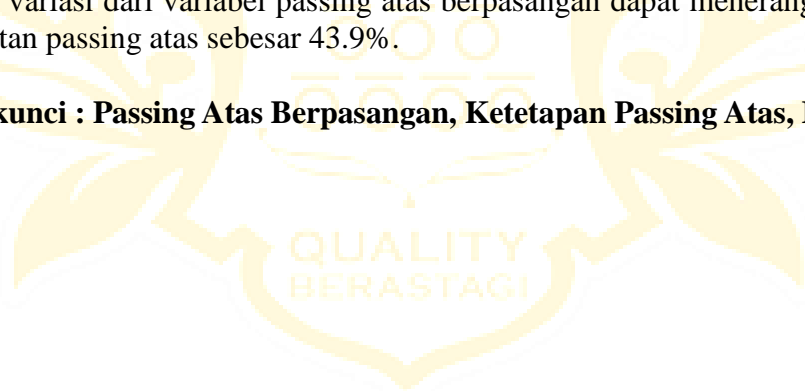 variasi dari variabel passing atas berpasangan dapat
tan passing atas sebesar 43.9%.
kunci : Passing Atas Berpasangan, Ketetapan Passing Atas,
QUALITY
BERASTAGI